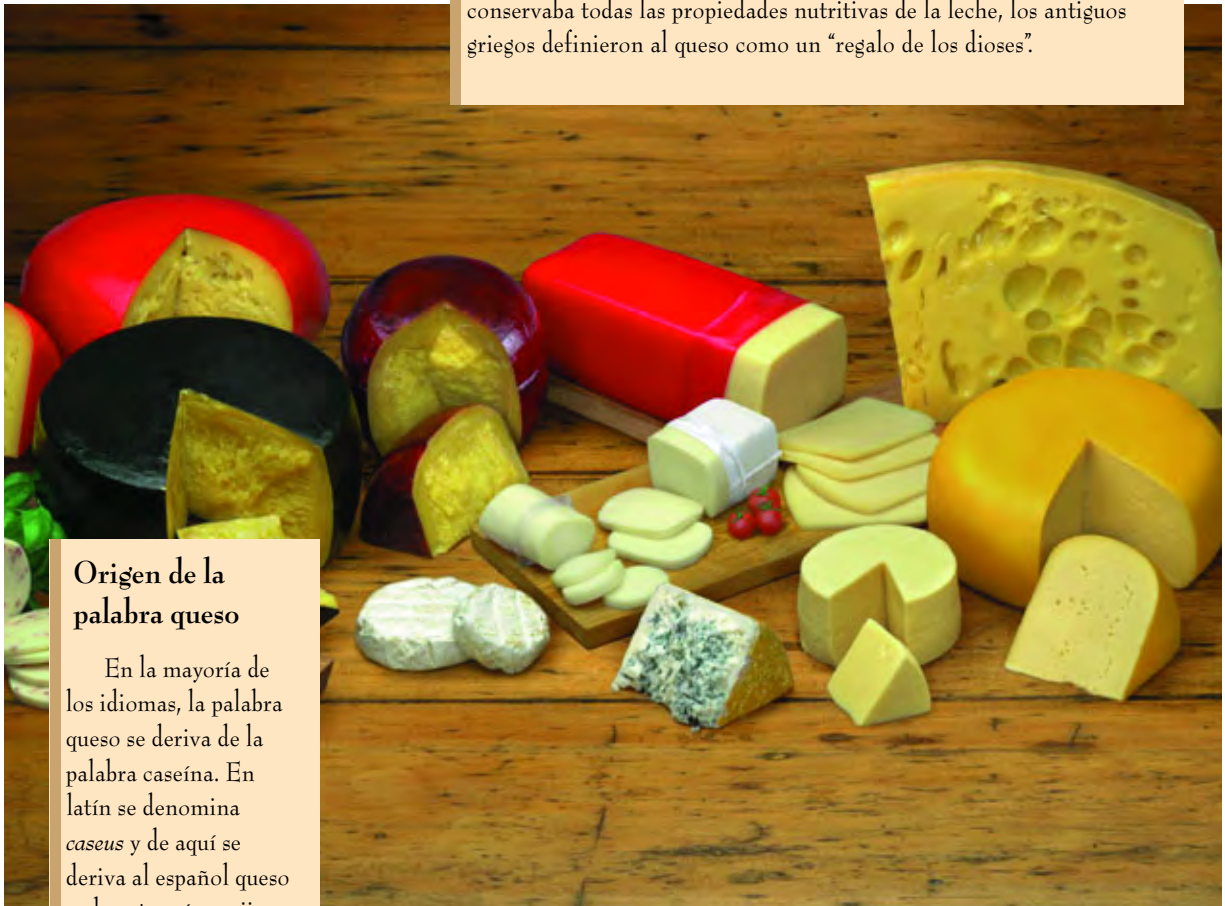 conservaba todas las propiedades nutritivas de la leche, los antiguos
griegos definieron al queso como un “regalo de los dioses”.
Origen de la
palabra queso
En la mayoría de
los idiomas, la palabra
queso se deriva de la
palabra caseína. En
latín se denomina
caseus y de aquí se
deriva al español queso